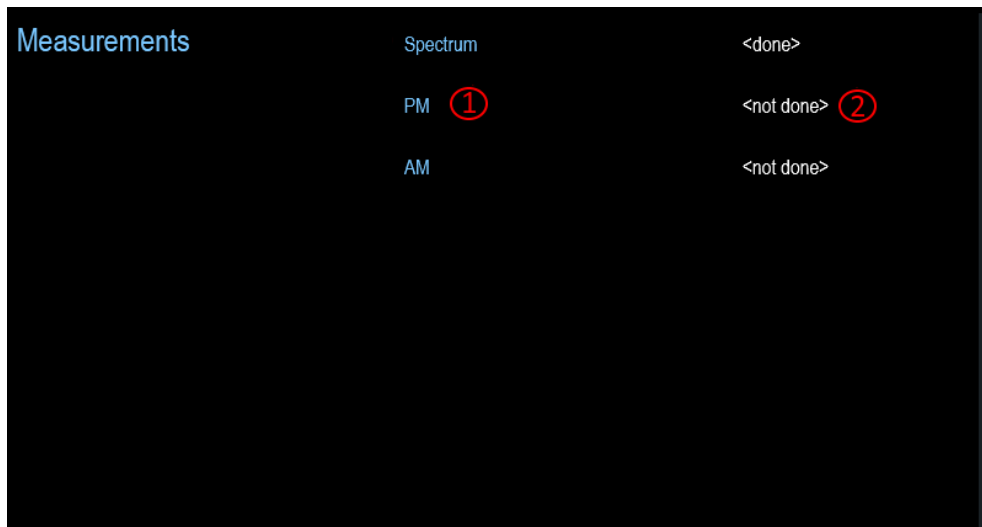 Measurements Spectrum <done>
PM ① <not done> ②
AM <not done>